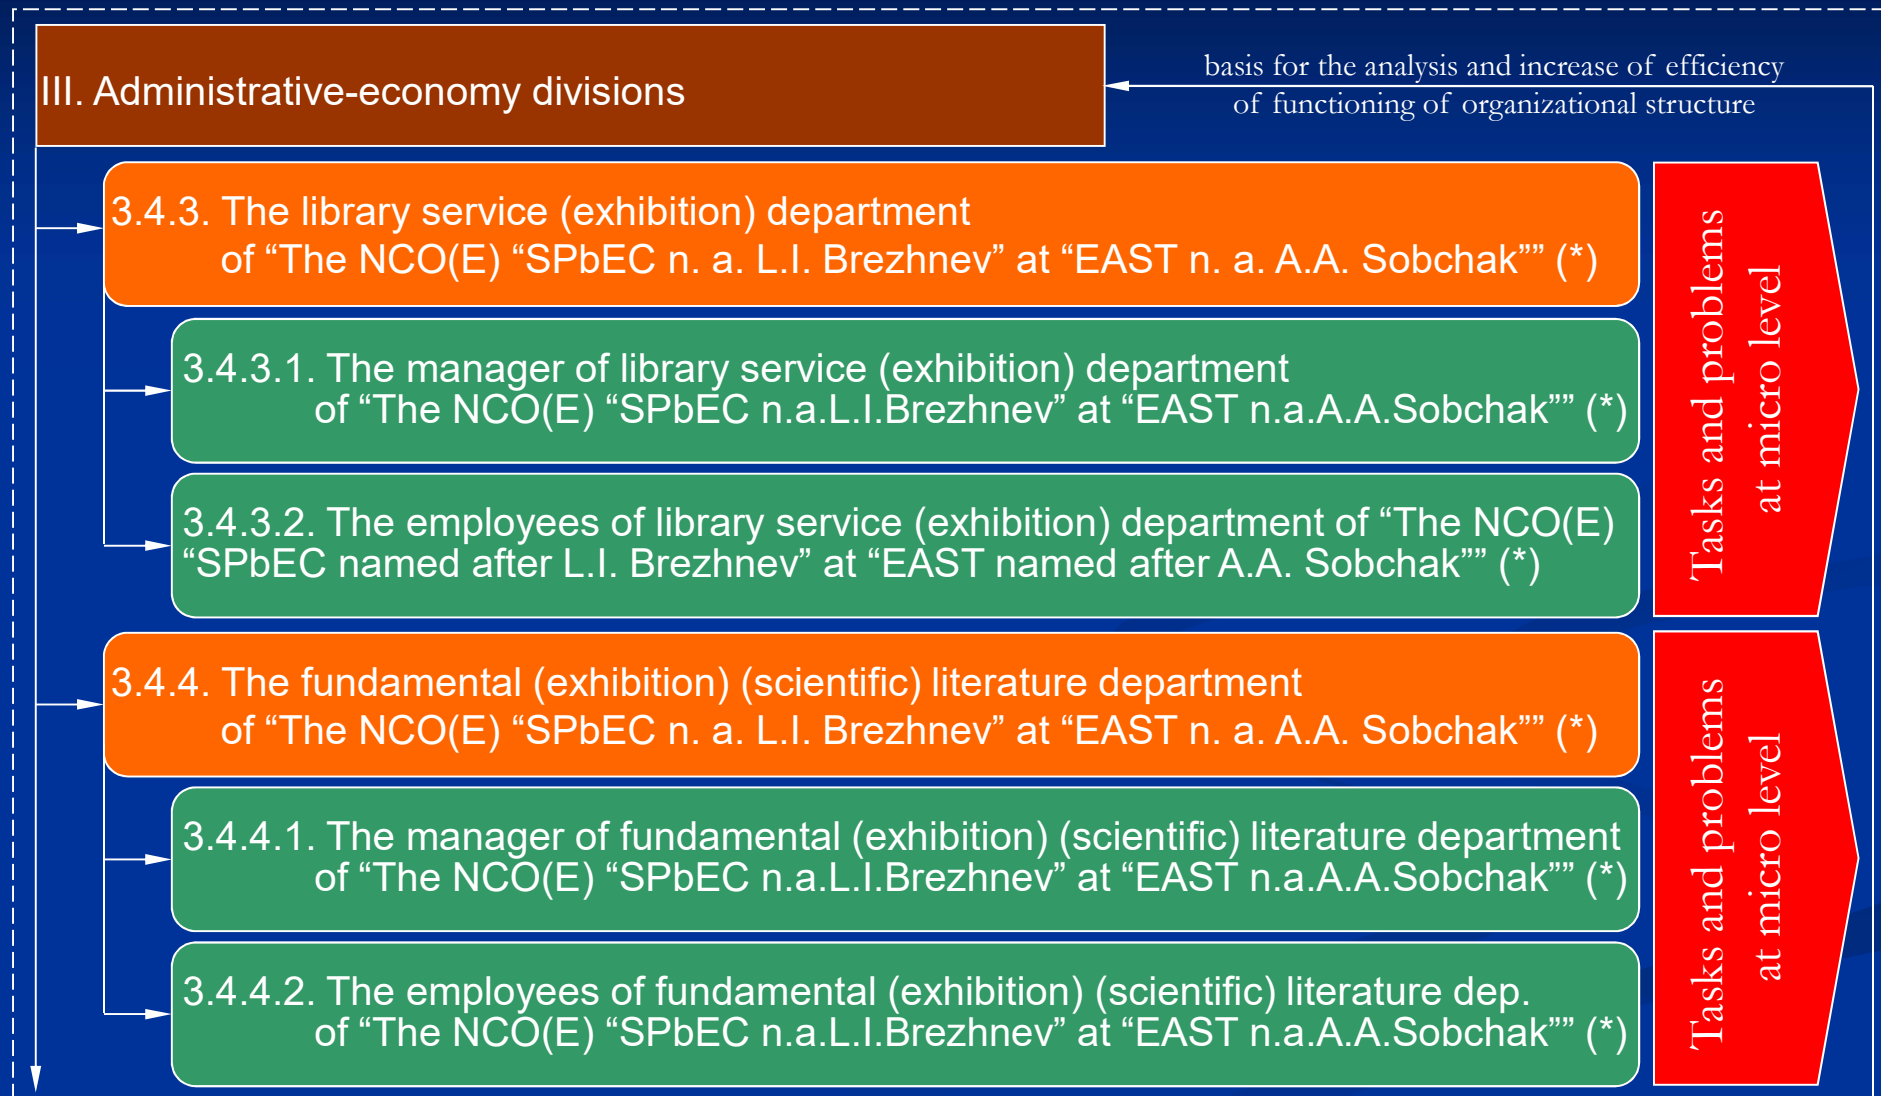 III. Administrative-economy divisions
basis for the analysis and increase of efficiency
of functioning of organizational structure
3.4.3. The library service (exhibition) department
of “The NCO(E) “SPbEC n. a. L.I. Brezhnev” at “EAST n. a. A.A. Sobchak”” (*)
3.4.3.1. The manager of library service (exhibition) department
of “The NCO(E) “SPbEC n.a.L.I.Brezhnev” at “EAST n.a.A.A.Sobchak”” (*)
3.4.3.2. The employees of library service (exhibition) department of “The NCO(E)
“SPbEC named after L.I. Brezhnev” at “EAST named after A.A. Sobchak”” (*)
Tasks and problems
at micro level
3.4.4. The fundamental (exhibition) (scientific) literature department
of “The NCO(E) “SPbEC n. a. L.I. Brezhnev” at “EAST n. a. A.A. Sobchak”” (*)
3.4.4.1. The manager of fundamental (exhibition) (scientific) literature department
of “The NCO(E) “SPbEC n.a.L.I.Brezhnev” at “EAST n.a.A.A.Sobchak”” (*)
3.4.4.2. The employees of fundamental (exhibition) (scientific) literature dep.
of “The NCO(E) “SPbEC n.a.L.I.Brezhnev” at “EAST n.a.A.A.Sobchak”” (*)
Tasks and problems
at micro level